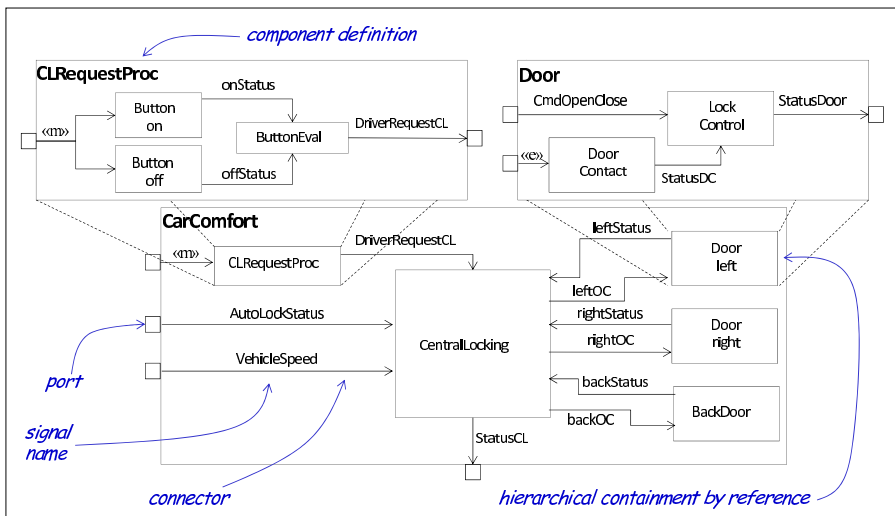 component definition
CLRequestProc
«m»
Button
on
Button
off
onStatus
offStatus
ButtonEval
DriverRequestCL
Door
CmdOpenClose
Lock
Control
StatusDoor
«e»
Door
Contact
StatusDC
CarComfort
«m»
CLRequestProc
DriverRequestCL
AutoLockStatus
VehicleSpeed
CentralLocking
StatusCL
leftStatus
leftOC
rightStatus
rightOC
backStatus
backOC
Door
left
Door
right
BackDoor
port
signal
name
connector
hierarchical containment by reference